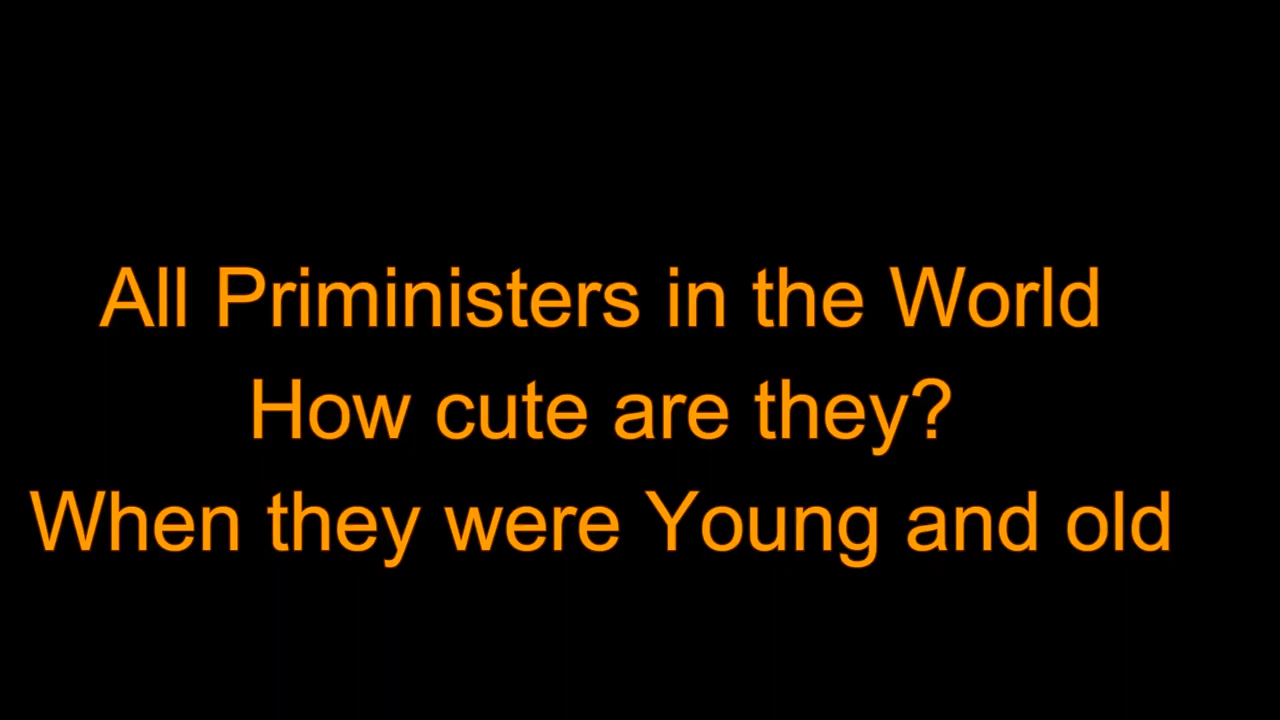 All Priministers in the World
How cute are they?
When they were Young and old